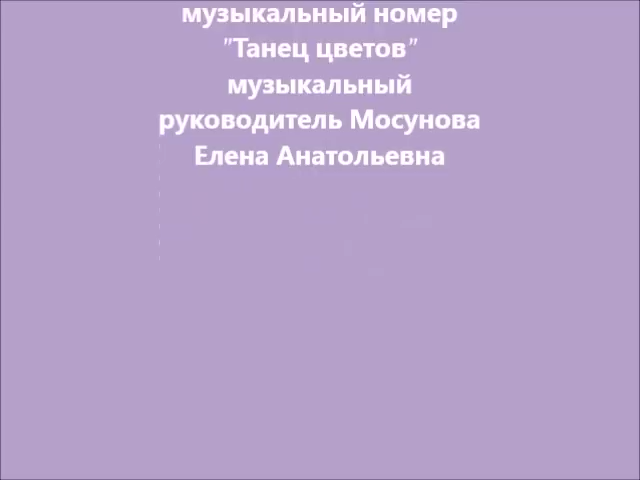 музыкальный номер
"Танец цветов"
музыкальный
руководитель Мосунова
Елена Анатольевна